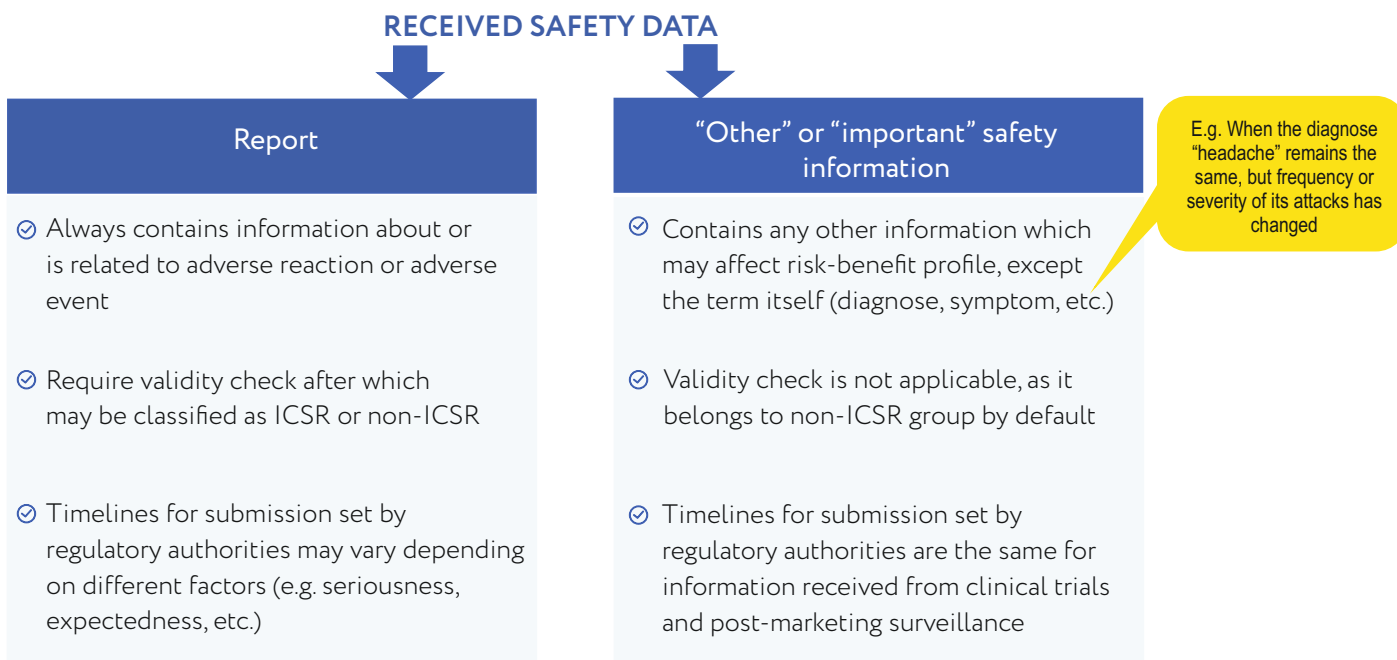 RECEIVED SAFETY DATA
Report
Always contains information about or
is related to adverse reaction or adverse
event
Require validity check after which
may be classified as ICSR or non-ICSR
Timelines for submission set by
regulatory authorities may vary depending
on different factors (e.g. seriousness,
expectedness, etc.)
“Other” or “important” safety
information
Contains any other information which
may affect risk-benefit profile, except
the term itself (diagnose, symptom, etc.)
Validity check is not applicable, as it
belongs to non-ICSR group by default
Timelines for submission set by
regulatory authorities are the same for
information received from clinical trials
and post-marketing surveillance
E.g. When the diagnose
“headache” remains the
same, but frequency or
severity of its attacks has
changed